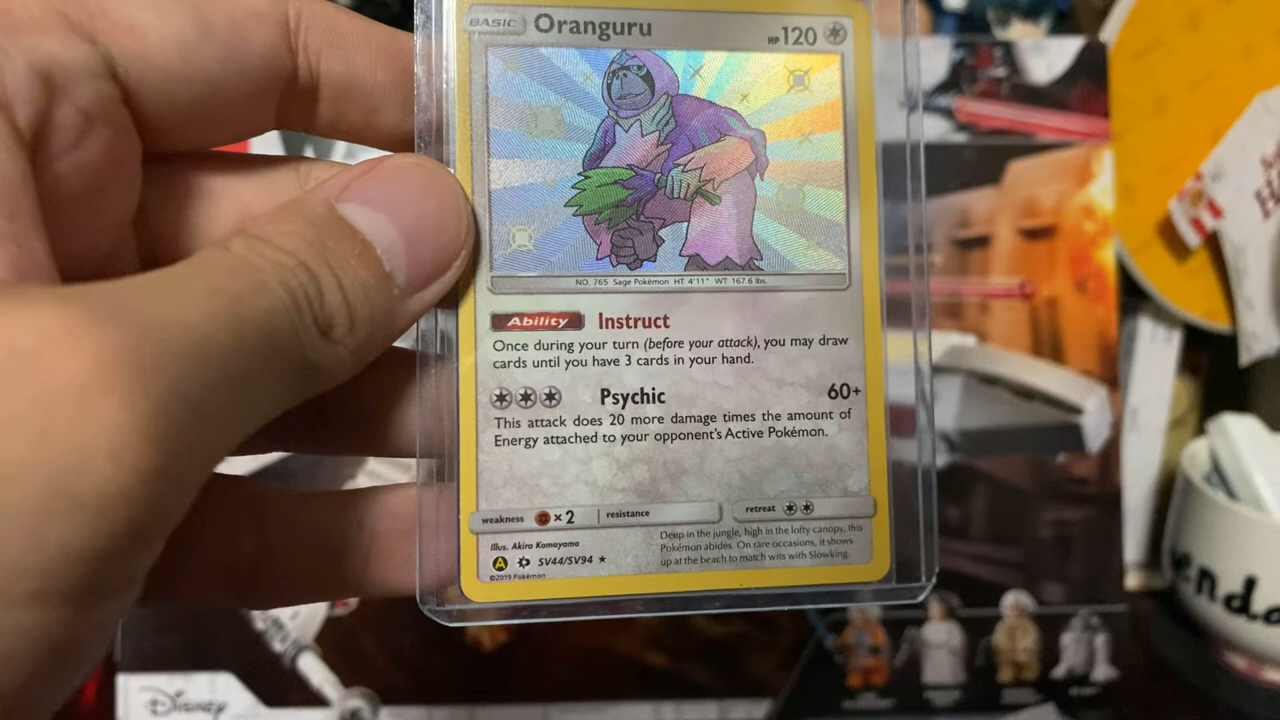 BASIC Oranguru HP 120
NO. 765 Sage Pokémon HT 4'11" WT 167.6 lbs.
Ability Instruct
Once during your turn (before your attack), you may draw
cards until you have 3 cards in your hand.
Psychic 60+
This attack does 20 more damage times the amount of
Energy attached to your opponent's Active Pokémon.
weakness ×2 resistance retreat
Illus. Akira Komayama
A SV44/SV94 ★
©2019 Pokémon
Deep in the jungle, high in the lofty canopy, this
Pokémon abides. On rare occasions, it shows
up at the beach to match wits with Slowking.
Disney